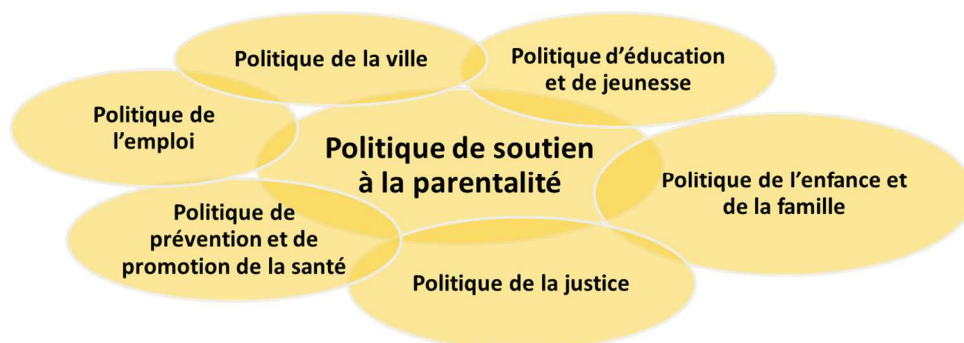 Politique de la ville
Politique d’éducation
et de jeunesse
Politique de
l’emploi
Politique de soutien
à la parentalité
Politique de l’enfance et
de la famille
Politique de
prévention et de
promotion de la santé
Politique de la justice